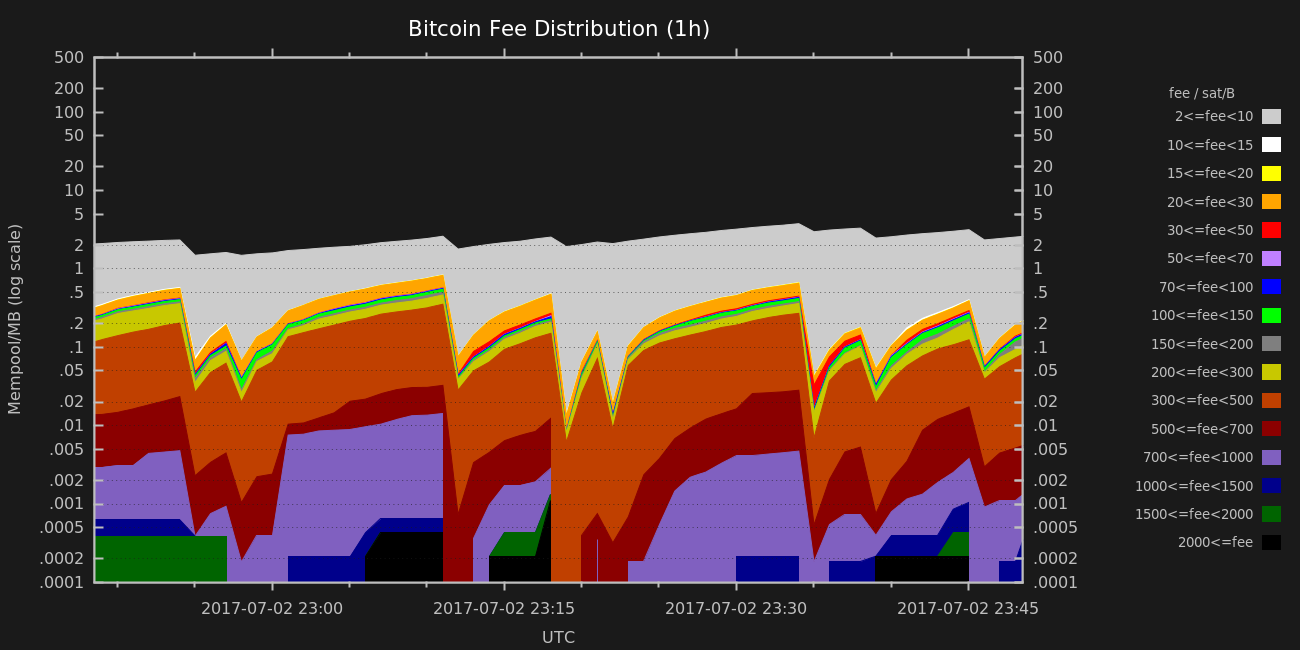 Bitcoin Fee Distribution (1h)
500 500
200 200
100 100
50 50
20 20
10 10
5 5
2 2
1 1
.5 .5
.2 .2
.1 .1
.05 .05
.02 .02
.01 .01
.005 .005
.002 .002
.001 .001
.0005 .0005
.0002 .0002
.0001 .0001
Mempool/MB (log scale)
2017-07-02 23:00 2017-07-02 23:15 2017-07-02 23:30 2017-07-02 23:45
UTC
fee / sat/B
2<=fee<10
10<=fee<15
15<=fee<20
20<=fee<30
30<=fee<50
50<=fee<70
70<=fee<100
100<=fee<150
150<=fee<200
200<=fee<300
300<=fee<500
500<=fee<700
700<=fee<1000
1000<=fee<1500
1500<=fee<2000
2000<=fee